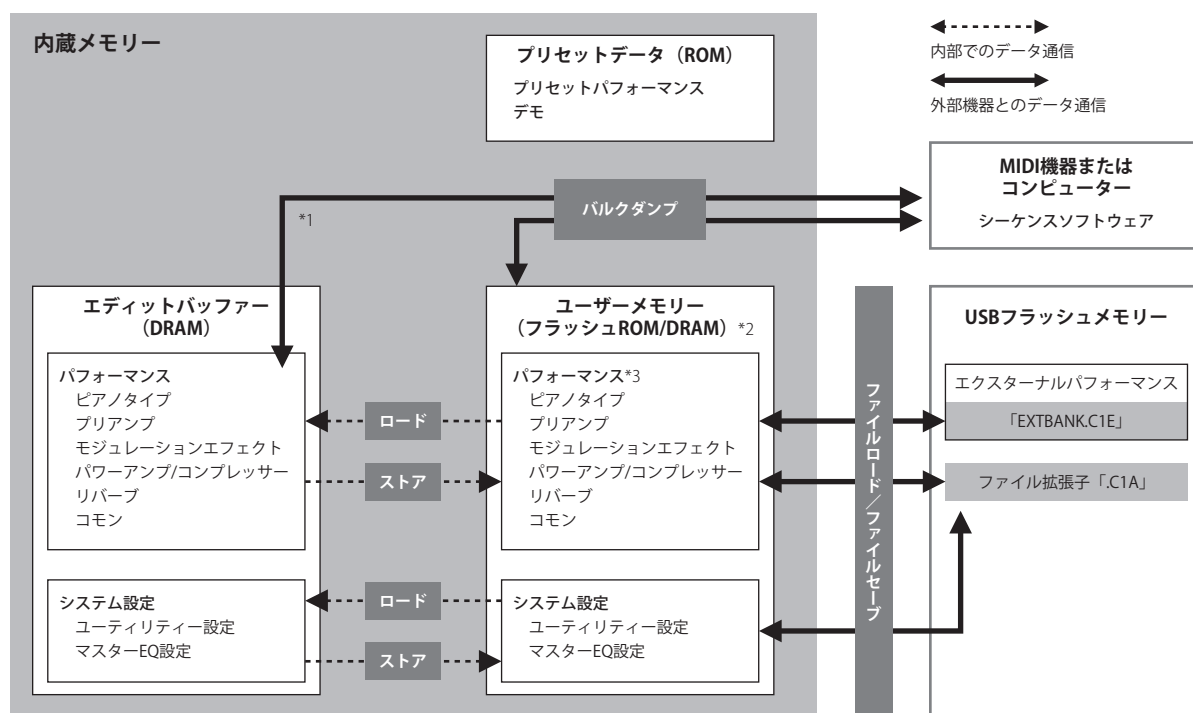 内蔵メモリー
プリセットデータ（ROM）
プリセットパフォーマンス
デモ
内部でのデータ通信
外部機器とのデータ通信
MIDI機器または
コンピューター
シーケンスソフトウェア
バルクダンプ
*1
エディットバッファー
（DRAM）
パフォーマンス
ピアノタイプ
プリアンプ
モジュレーションエフェクト
パワーアンプ/コンプレッサー
リバーブ
コモン
システム設定
ユーティリティー設定
マスターEQ設定
ロード
ストア
ロード
ストア
ユーザーメモリー
（フラッシュROM/DRAM）*2
パフォーマンス*3
ピアノタイプ
プリアンプ
モジュレーションエフェクト
パワーアンプ/コンプレッサー
リバーブ
コモン
システム設定
ユーティリティー設定
マスターEQ設定
ファイルロード／ファイルセーブ
USBフラッシュメモリー
エクスターナルパフォーマンス
「EXTBANK.C1E」
ファイル拡張子「.C1A」